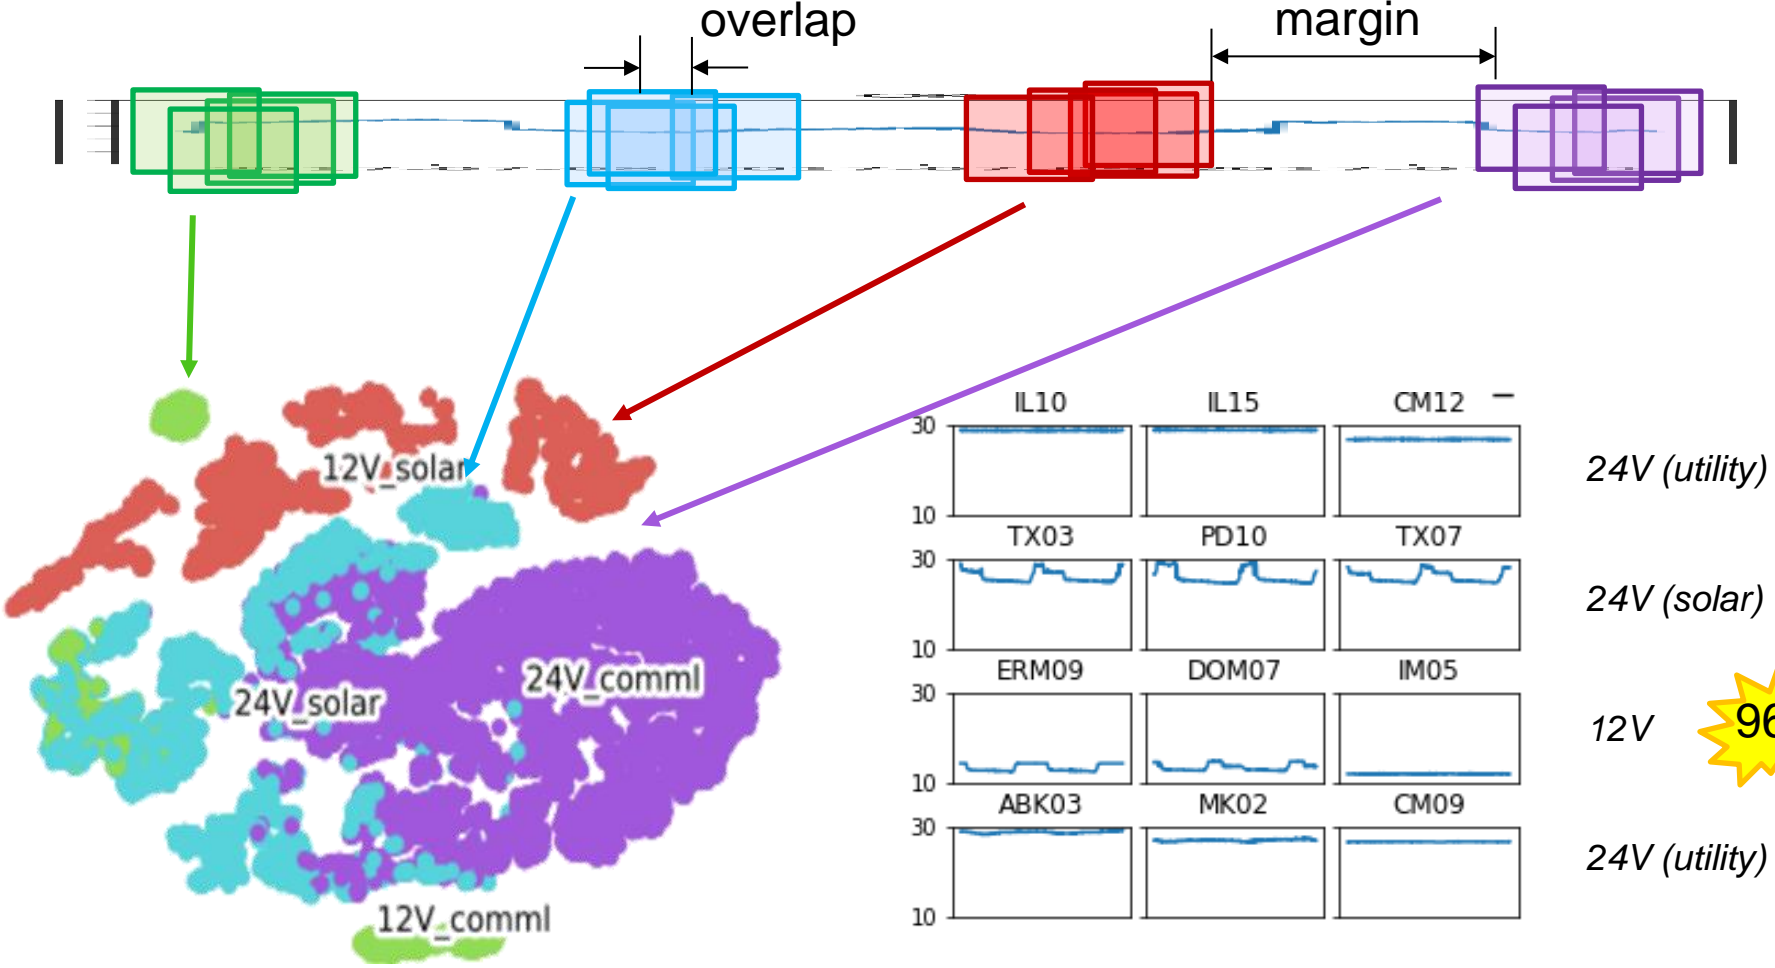 overlap
margin
12V_solar
24V_solar
24V_comml
12V_comml
IL10 IL15 CM12
30
10
24V (utility)
TX03 PD10 TX07
30
10
24V (solar)
ERM09 DOM07 IM05
30
10
12V
ABK03 MK02 CM09
30
10
24V (utility)